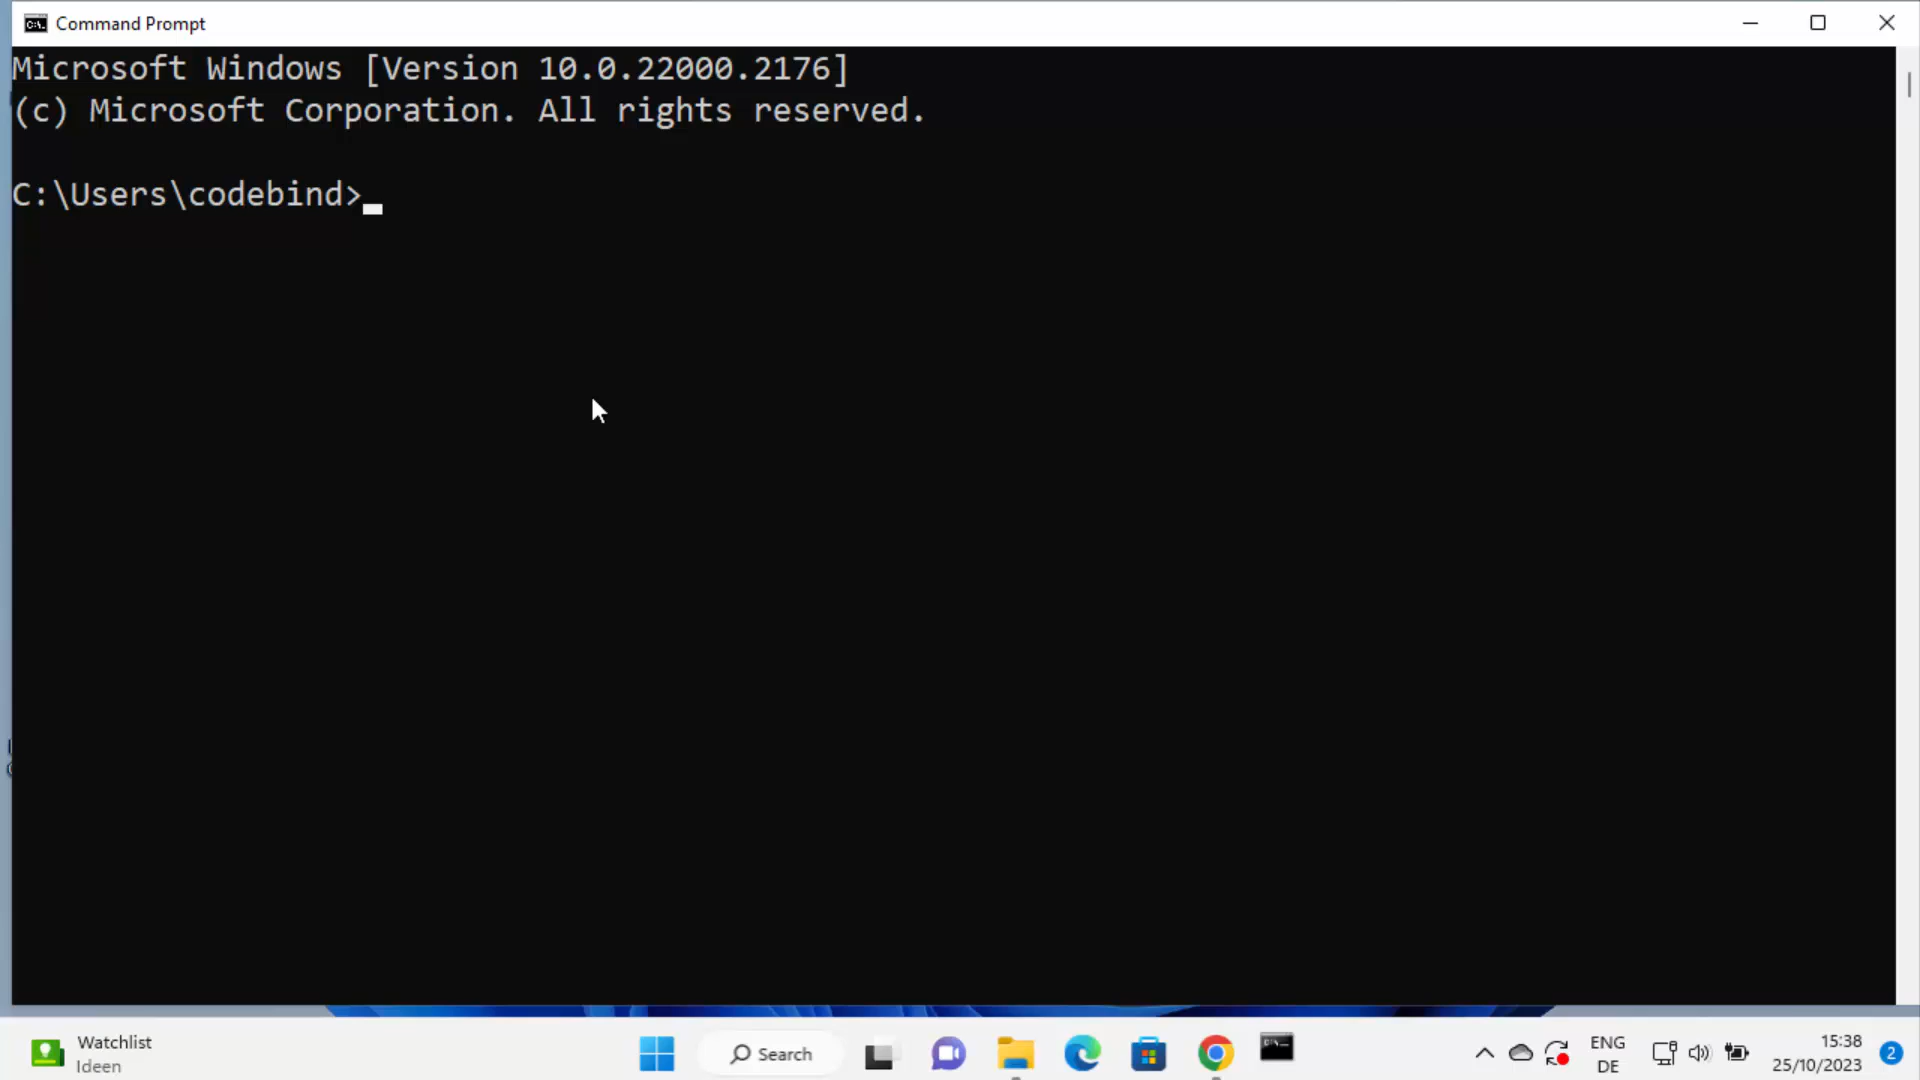 Command Prompt
Microsoft Windows [Version 10.0.22000.2176]
(c) Microsoft Corporation. All rights reserved.
C:\Users\codebind>
Watchlist
Ideen
Search
ENG
DE
15:38
25/10/2023
2